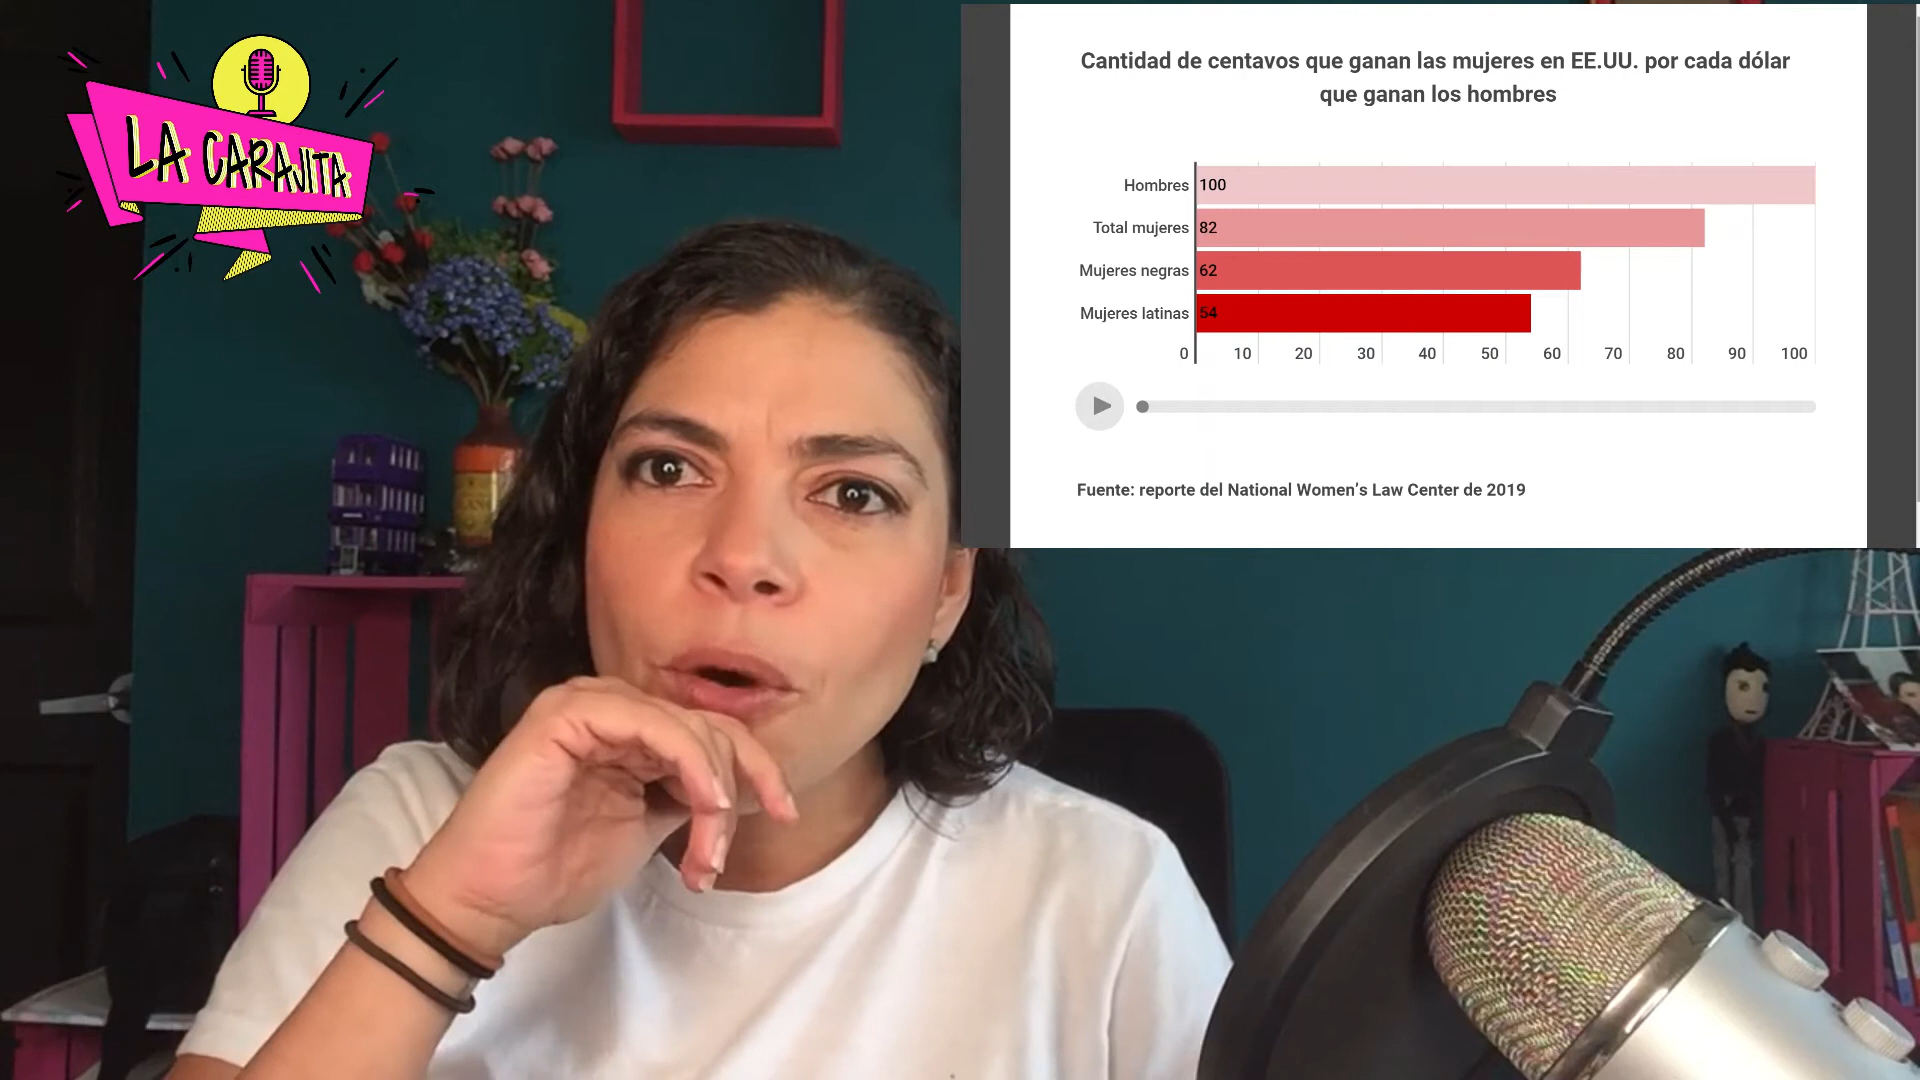 LA CARAJITA
Cantidad de centavos que ganan las mujeres en EE.UU. por cada dólar
que ganan los hombres
Hombres 100
Total mujeres 82
Mujeres negras 62
Mujeres latinas 54
0 10 20 30 40 50 60 70 80 90 100
Fuente: reporte del National Women's Law Center de 2019